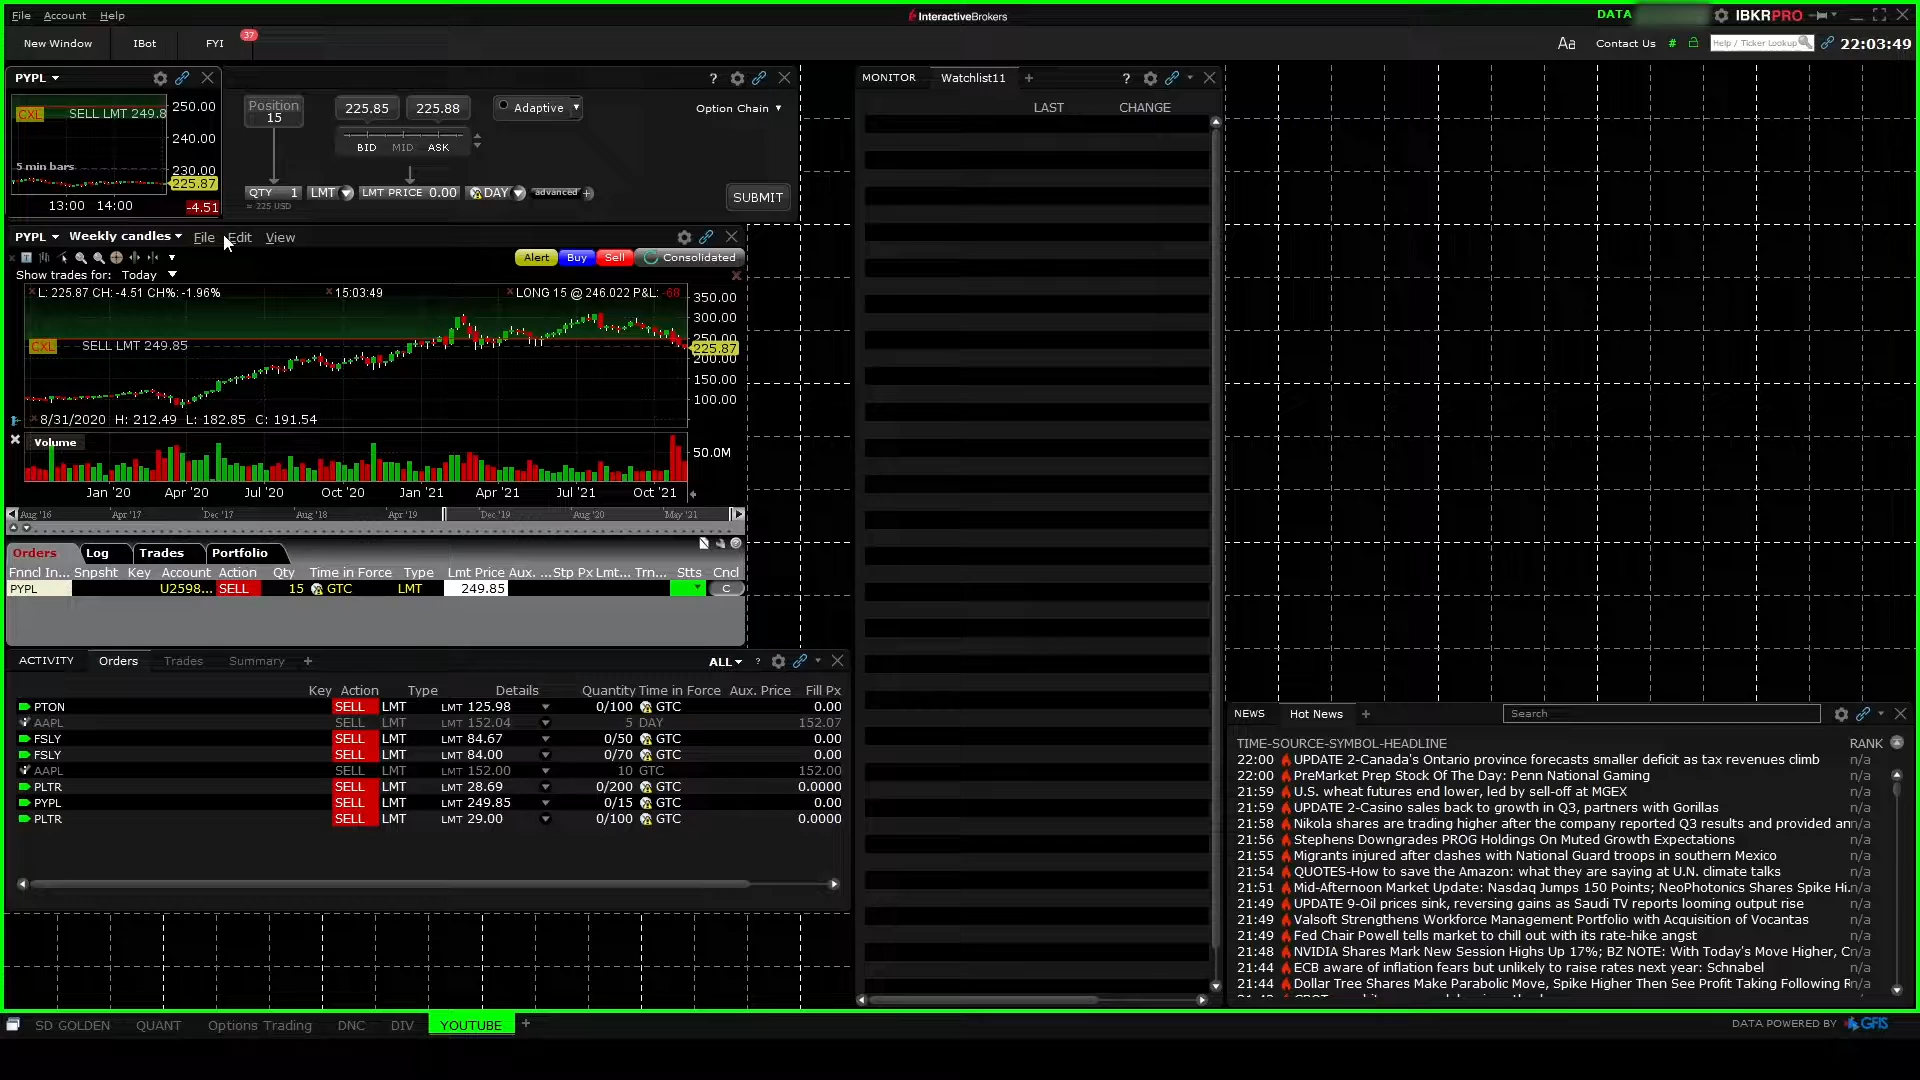 File Account Help
InteractiveBrokers
DATA IBKRPRO
New Window IBot FYI 37
Aa Contact Us # Help / Ticker Lookup 22:03:49
PYPL
CXL SELL LMT 249.8
250.00
240.00
230.00
5 min bars
225.87
13:00 14:00 -4.51
?
Position
15
225.85 225.88 Adaptive Option Chain
BID MID ASK
QTY 1 LMT LMT PRICE 0.00 DAY advanced +
≈ 225 USD
SUBMIT
PYPL Weekly candles File Edit View
Alert Buy Sell Consolidated
Show trades for: Today
L: 225.87 CH: -4.51 CH%: -1.96% 15:03:49 LONG 15 @ 246.022 P&L: -68
350.00
300.00
250.00
CXL SELL LMT 249.85
225.87
200.00
150.00
100.00
8/31/2020 H: 212.49 L: 182.85 C: 191.54
Volume
50.0M
Jan '20 Apr '20 Jul '20 Oct '20 Jan '21 Apr '21 Jul '21 Oct '21
Aug '16 Apr '17 Dec '17 Aug '18 Apr '19 Dec '19 Aug '20 May '21
Orders Log Trades Portfolio
Fnncl In... Snpsht Key Account Action Qty Time in Force Type Lmt Price Aux. ... Stp Px Lmt... Trn... Stts Cncl
PYPL U2598... SELL 15 GTC LMT 249.85 C
ACTIVITY Orders Trades Summary + ALL ?
Key Action Type Details Quantity Time in Force Aux. Price Fill Px
PTON SELL LMT LMT 125.98 0/100 GTC 0.00
AAPL SELL LMT LMT 152.04 5 DAY 152.07
FSLY SELL LMT LMT 84.67 0/50 GTC 0.00
FSLY SELL LMT LMT 84.00 0/70 GTC 0.00
AAPL SELL LMT LMT 152.00 10 GTC 152.00
PLTR SELL LMT LMT 28.69 0/200 GTC 0.0000
PYPL SELL LMT LMT 249.85 0/15 GTC 0.00
PLTR SELL LMT LMT 29.00 0/100 GTC 0.0000
MONITOR Watchlist11 + ?
LAST CHANGE
NEWS Hot News + Search
TIME-SOURCE-SYMBOL-HEADLINE RANK
22:00 UPDATE 2-Canada's Ontario province forecasts smaller deficit as tax revenues climb n/a
22:00 PreMarket Prep Stock Of The Day: Penn National Gaming n/a
21:59 U.S. wheat futures end lower, led by sell-off at MGEX n/a
21:59 UPDATE 2-Casino sales back to growth in Q3, partners with Gorillas n/a
21:58 Nikola shares are trading higher after the company reported Q3 results and provided an n/a
21:56 Stephens Downgrades PROG Holdings On Muted Growth Expectations n/a
21:55 Migrants injured after clashes with National Guard troops in southern Mexico n/a
21:54 QUOTES-How to save the Amazon: what they are saying at U.N. climate talks n/a
21:51 Mid-Afternoon Market Update: Nasdaq Jumps 150 Points; NeoPhotonics Shares Spike Hi... n/a
21:49 UPDATE 9-Oil prices sink, reversing gains as Saudi TV reports looming output rise n/a
21:49 Valsoft Strengthens Workforce Management Portfolio with Acquisition of Vocantas n/a
21:49 Fed Chair Powell tells market to chill out with its rate-hike angst n/a
21:48 NVIDIA Shares Mark New Session Highs Up 17%; BZ NOTE: With Today's Move Higher, C n/a
21:44 ECB aware of inflation fears but unlikely to raise rates next year: Schnabel n/a
21:44 Dollar Tree Shares Make Parabolic Move, Spike Higher Then See Profit Taking Following R n/a
SD GOLDEN QUANT Options Trading DNC DIV YOUTUBE +
DATA POWERED BY GFIS